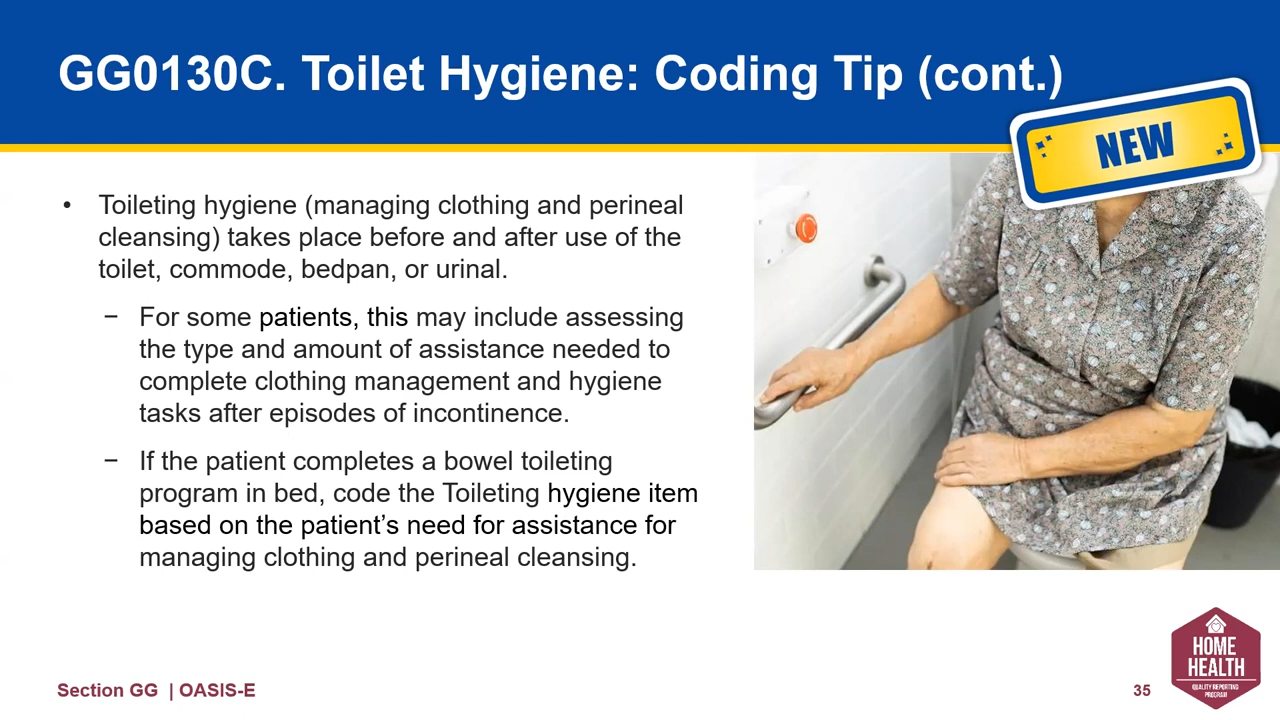 GG0130C. Toilet Hygiene: Coding Tip (cont.)
NEW
• Toileting hygiene (managing clothing and perineal
cleansing) takes place before and after use of the
toilet, commode, bedpan, or urinal.
− For some patients, this may include assessing
the type and amount of assistance needed to
complete clothing management and hygiene
tasks after episodes of incontinence.
− If the patient completes a bowel toileting
program in bed, code the Toileting hygiene item
based on the patient’s need for assistance for
managing clothing and perineal cleansing.
HOME
HEALTH
QUALITY REPORTING
PROGRAM
Section GG | OASIS-E
35